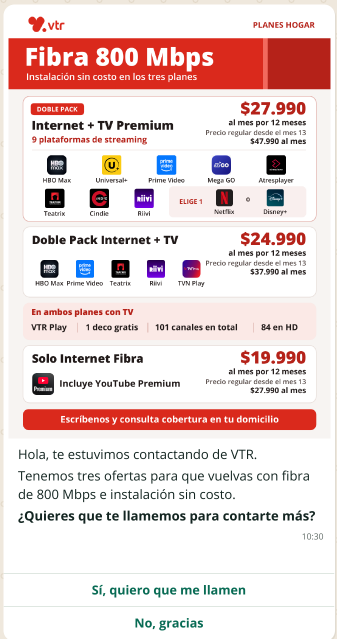 vtr
PLANES HOGAR
Fibra 800 Mbps
Instalación sin costo en los tres planes
DOBLE PACK
Internet + TV Premium
9 plataformas de streaming
$27.990
al mes por 12 meses
Precio regular desde el mes 13
$47.990 al mes
HBO Max
Universal+
Prime Video
Mega GO
Atresplayer
Teatrix
Cindie
Riivi
ELIGE 1
Netflix
o
Disney+
Doble Pack Internet + TV
$24.990
al mes por 12 meses
Precio regular desde el mes 13
$37.990 al mes
HBO Max
Prime Video
Teatrix
Riivi
TVN Play
En ambos planes con TV
VTR Play
1 deco gratis
101 canales en total
84 en HD
Solo Internet Fibra
$19.990
al mes por 12 meses
Precio regular desde el mes 13
$27.990 al mes
Premium
Incluye YouTube Premium
Escríbenos y consulta cobertura en tu domicilio
Hola, te estuvimos contactando de VTR.
Tenemos tres ofertas para que vuelvas con fibra
de 800 Mbps e instalación sin costo.
¿Quieres que te llamemos para contarte más?
10:30
Sí, quiero que me llamen
No, gracias